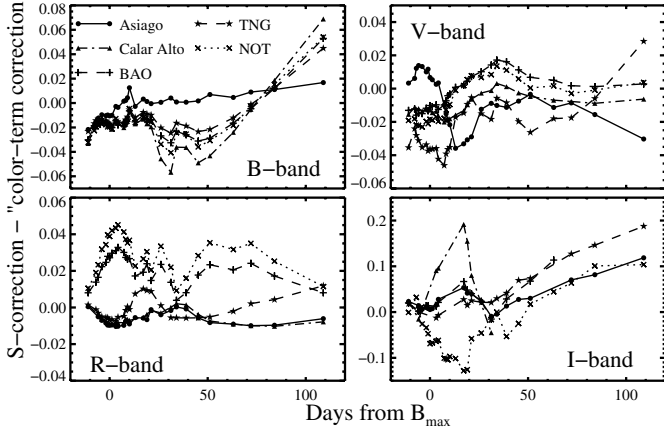 S−correction − "color−term correction
Asiago
TNG
Calar Alto
NOT
BAO
0.08
0.06
0.04
0.02
0.00
−0.02
0.04
0.06
B−band
V−band
0.04
0.02
0.00
−0.02
−0.04
−0.06
0.06
0.04
0.02
0.00
−0.02
−0.04
R−band
0 50 100
0.2
0.1
0.0
−0.1
I−band
0 50 100
Days from Bmax